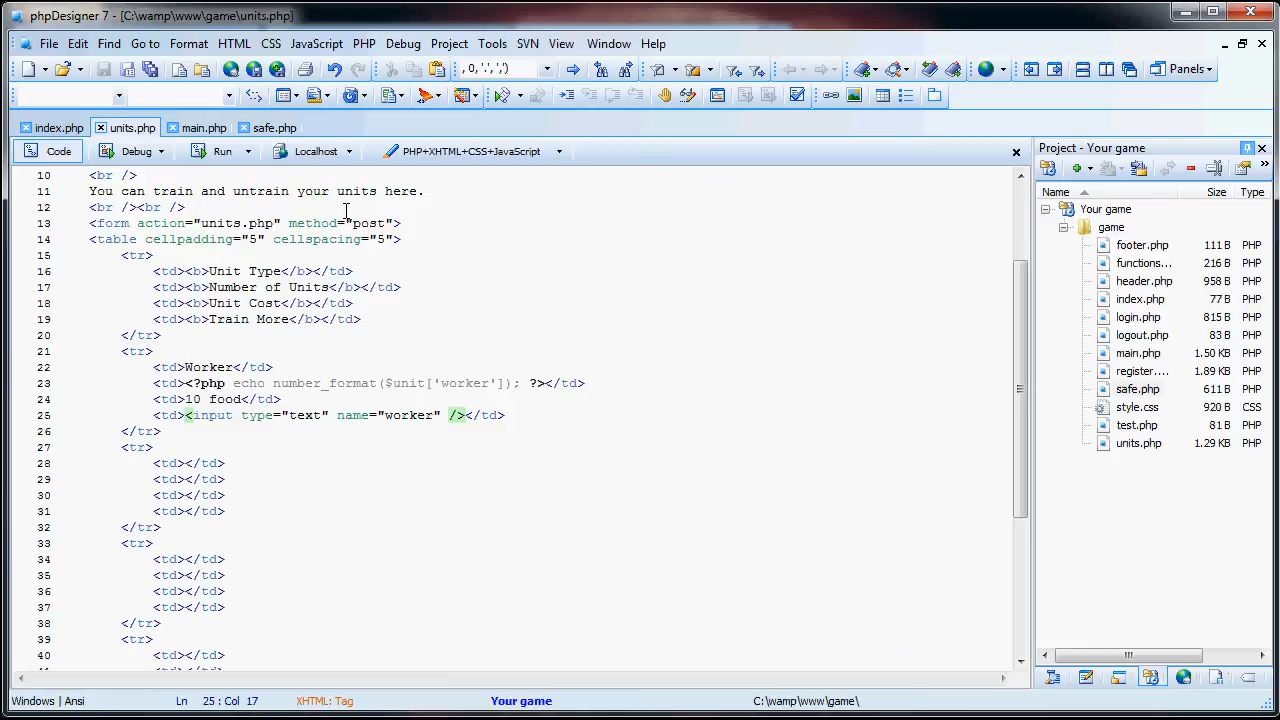 phpDesigner 7 - [C:\wamp\www\game\units.php]
File Edit Find Go to Format HTML CSS JavaScript PHP Debug Project Tools SVN View Window Help
, 0,'.',',')
Panels
index.php units.php main.php safe.php
Code Debug Run Localhost PHP+XHTML+CSS+JavaScript
10 <br />
11 You can train and untrain your units here.
12 <br /><br />
13 <form action="units.php" method="post">
14 <table cellpadding="5" cellspacing="5">
15 <tr>
16 <td><b>Unit Type</b></td>
17 <td><b>Number of Units</b></td>
18 <td><b>Unit Cost</b></td>
19 <td><b>Train More</b></td>
20 </tr>
21 <tr>
22 <td>Worker</td>
23 <td><?php echo number_format($unit['worker']); ?></td>
24 <td>10 food</td>
25 <td><input type="text" name="worker" /></td>
26 </tr>
27 <tr>
28 <td></td>
29 <td></td>
30 <td></td>
31 <td></td>
32 </tr>
33 <tr>
34 <td></td>
35 <td></td>
36 <td></td>
37 <td></td>
38 </tr>
39 <tr>
40 <td></td>
Project - Your game
Name Size Type
Your game
game
footer.php 111 B PHP
functions... 216 B PHP
header.php 958 B PHP
index.php 77 B PHP
login.php 815 B PHP
logout.php 83 B PHP
main.php 1.50 KB PHP
register.... 1.89 KB PHP
safe.php 611 B PHP
style.css 920 B CSS
test.php 81 B PHP
units.php 1.29 KB PHP
Windows | Ansi Ln 25 : Col 17 XHTML: Tag Your game C:\wamp\www\game\